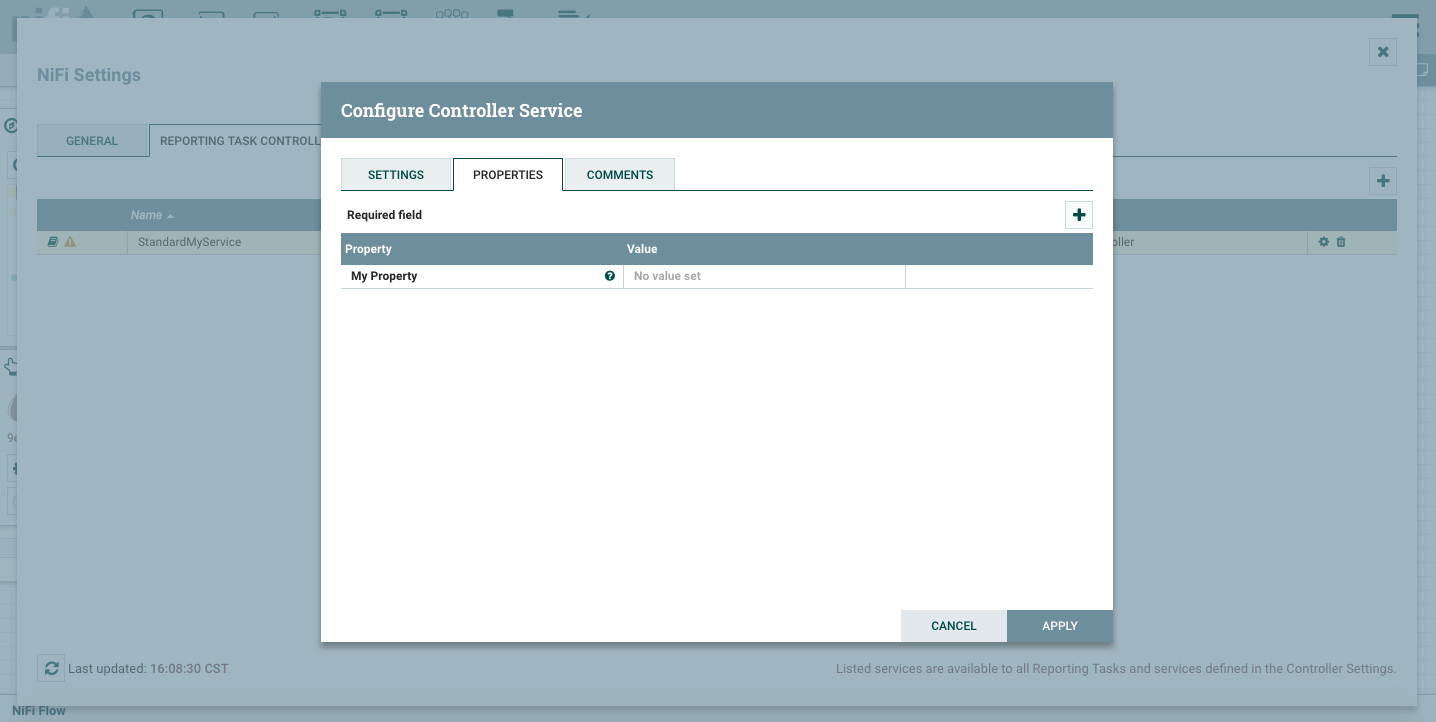 NiFi Settings
GENERAL
REPORTING TASK CONTROLL
Name
StandardMyService
oller
Configure Controller Service
SETTINGS
PROPERTIES
COMMENTS
Required field
Property
Value
My Property
No value set
CANCEL
APPLY
Last updated: 16:08:30 CST
Listed services are available to all Reporting Tasks and services defined in the Controller Settings.
NiFi Flow